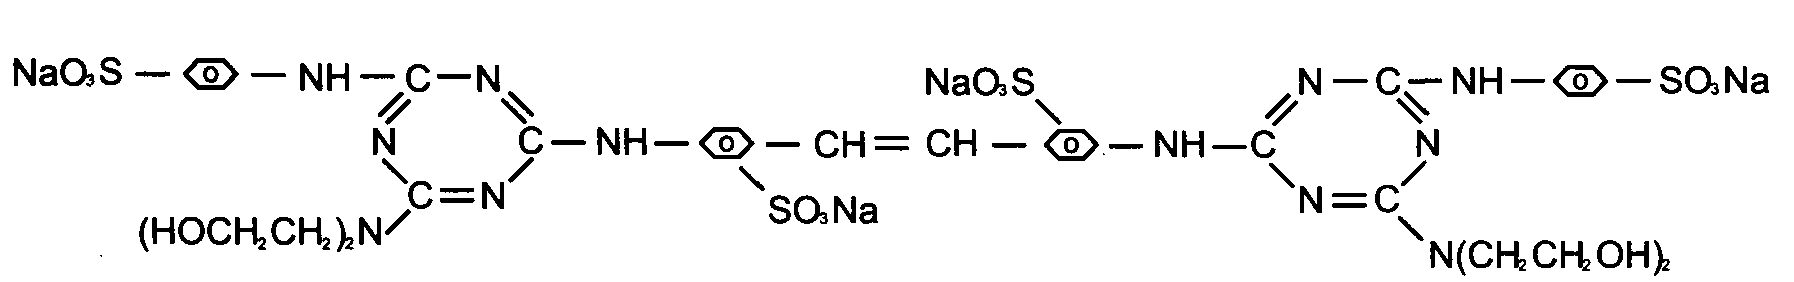 NaO₃S — O — NH — C — N NaO₃S N — C — NH — O — SO₃Na
N C — NH — O — CH = CH — O — NH — C N
C = N SO₃Na N = C
(HOCH₂CH₂)₂N N(CH₂CH₂OH)₂